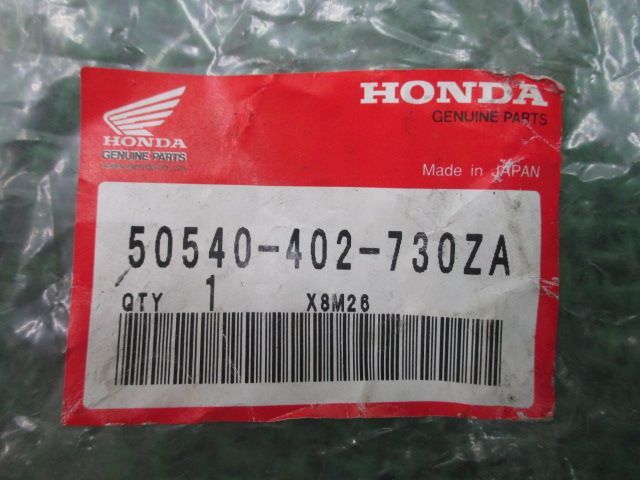 HONDA
GENUINE PARTS
HONDA
GENUINE PARTS
Made in JAPAN
50540-402-730ZA
QTY 1 X8M26